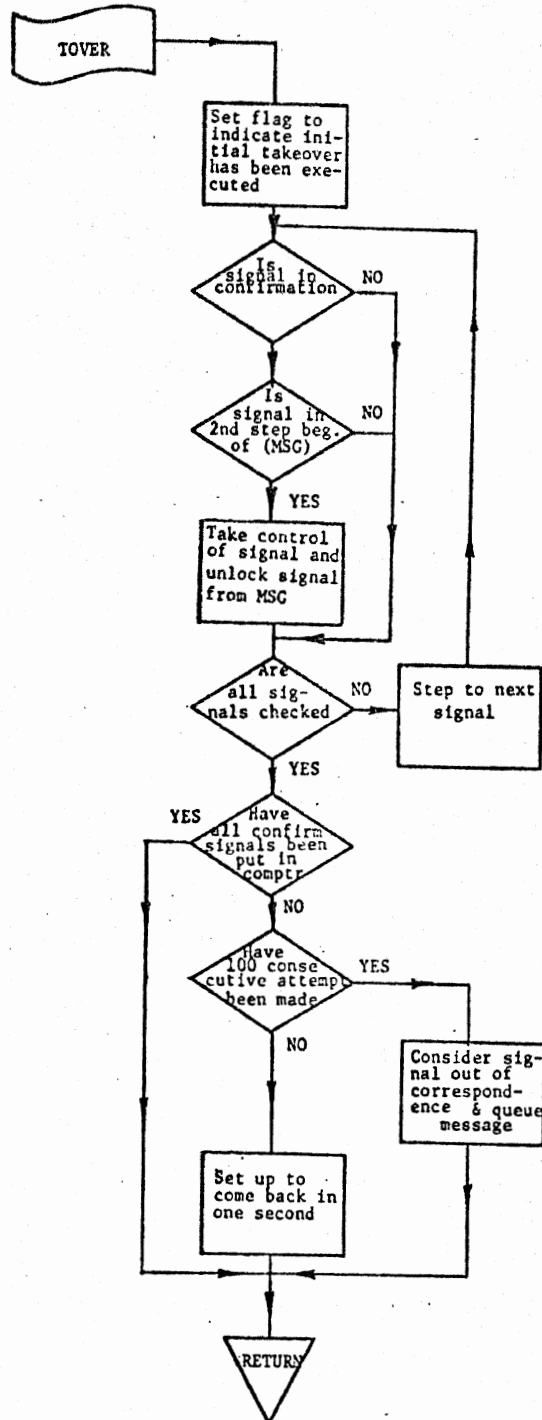 TOVER
Set flag to
indicate ini-
tial takeover
has been exe-
cuted
Is
signal in
confirmation
NO
Is
signal in
2nd step beg.
of (MSG)
NO
YES
Take control
of signal and
unlock signal
from MSG
Are
all sig-
nals checked
NO
Step to next
signal
YES
Have
all confirm
signals been
put in
comptr
YES
NO
Have
100 conse
cutive attempt
been made
YES
NO
Consider sig-
nal out of
correspond-
ence & queue
message
Set up to
come back in
one second
RETURN